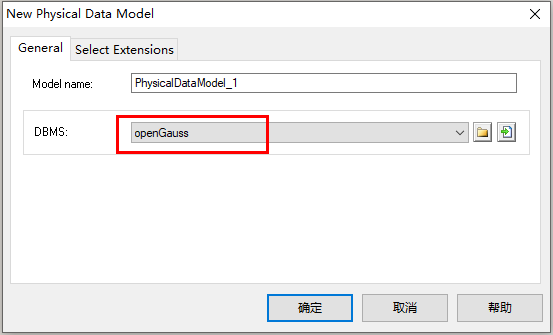 New Physical Data Model
General
Select Extensions
Model name:
PhysicalDataModel_1
DBMS:
openGauss
确定
取消
帮助